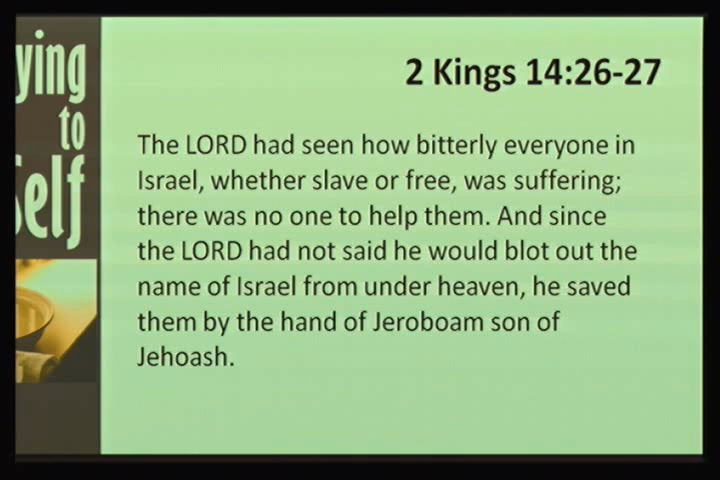 ying
to
Self
2 Kings 14:26-27
The LORD had seen how bitterly everyone in
Israel, whether slave or free, was suffering;
there was no one to help them. And since
the LORD had not said he would blot out the
name of Israel from under heaven, he saved
them by the hand of Jeroboam son of
Jehoash.